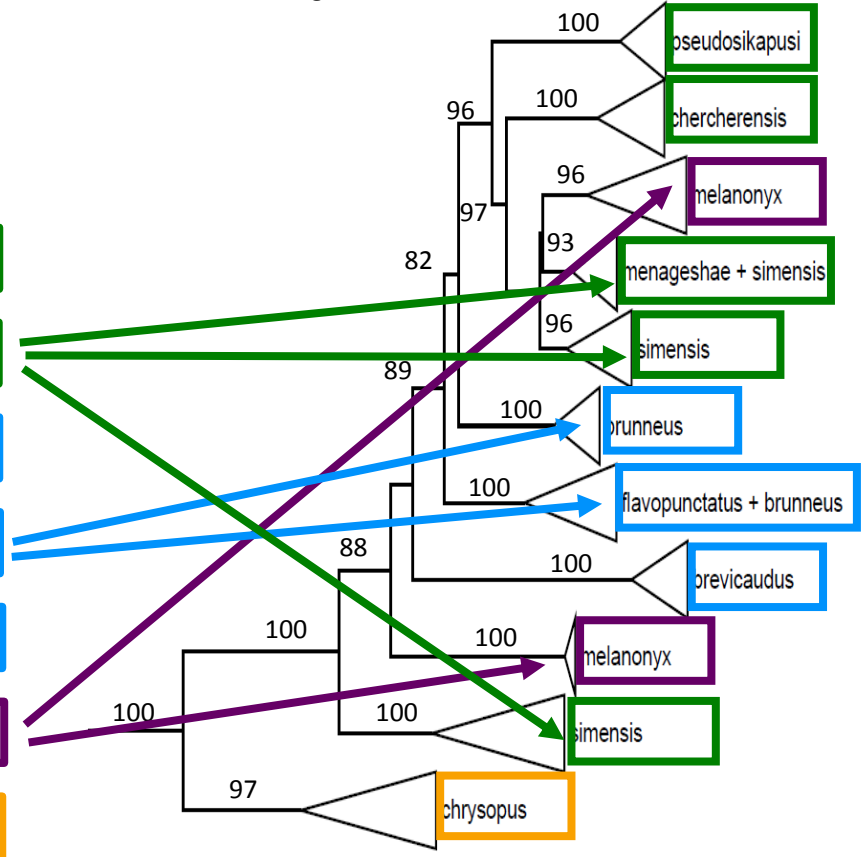 100
pseudosikapusi
96
100
chercherensis
96
melanonyx
97
93
82
menageshae + simensis
96
simensis
89
100
brunneus
100
flavopunctatus + brunneus
88
100
brevicaudus
100
100
melanonyx
100
100
simensis
97
chrysopus